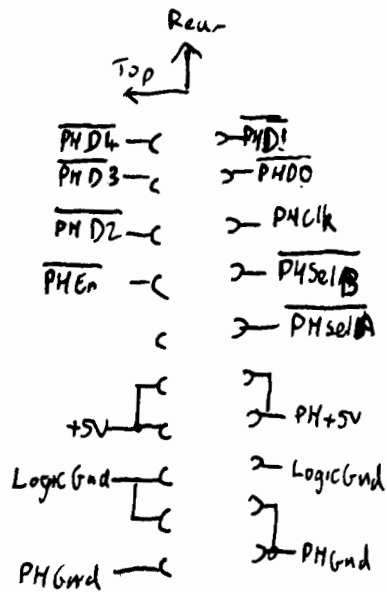 Rear
Top
PHD4 PHD1
PHD3 PHD0
PHD2 PHClk
PHEn PHSelB
PHselA
+5V PH+5V
LogicGnd LogicGnd
PHGnd PHGnd